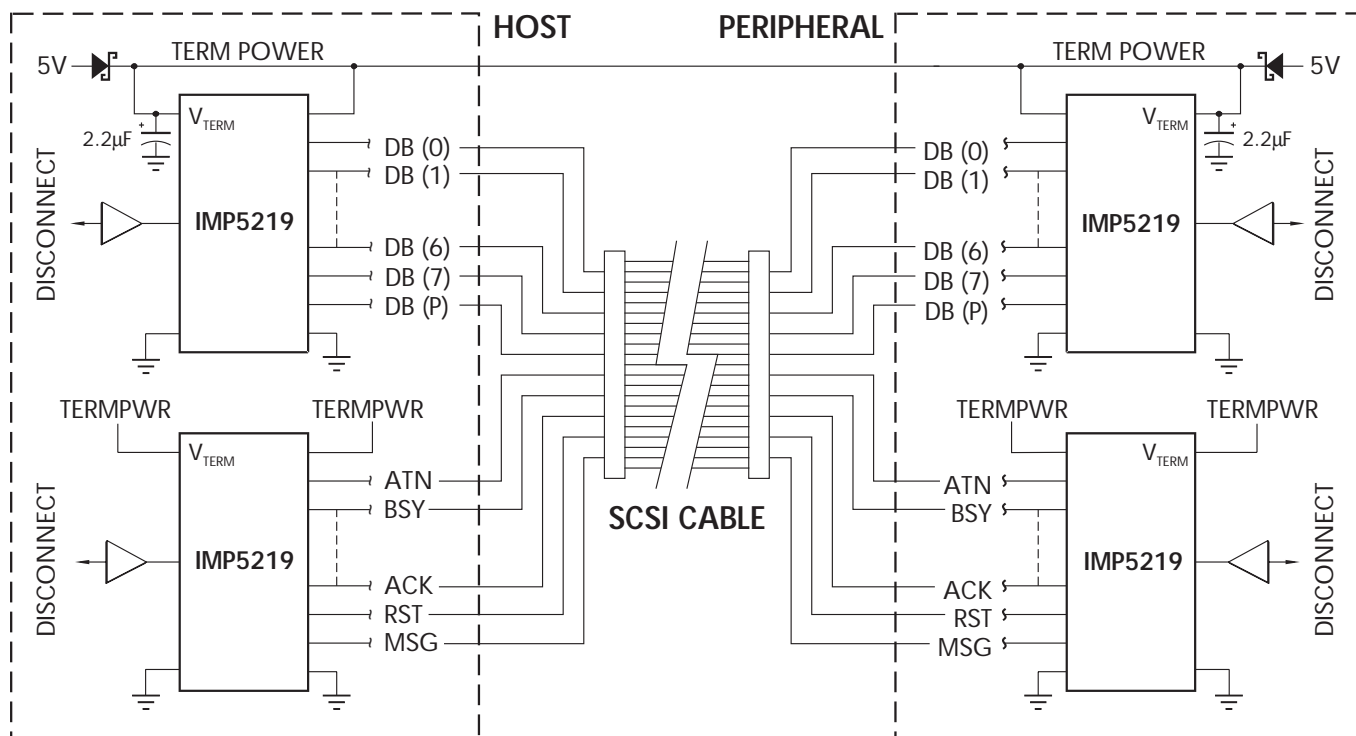 HOST
PERIPHERAL
5V
TERM POWER
TERM POWER
5V
VTERM
2.2µF
DISCONNECT
IMP5219
DB (0)
DB (1)
DB (6)
DB (7)
DB (P)
DB (0)
DB (1)
DB (6)
DB (7)
DB (P)
VTERM
2.2µF
IMP5219
DISCONNECT
SCSI CABLE
TERMPWR
TERMPWR
VTERM
DISCONNECT
IMP5219
ATN
BSY
ACK
RST
MSG
TERMPWR
TERMPWR
VTERM
ATN
BSY
ACK
RST
MSG
IMP5219
DISCONNECT